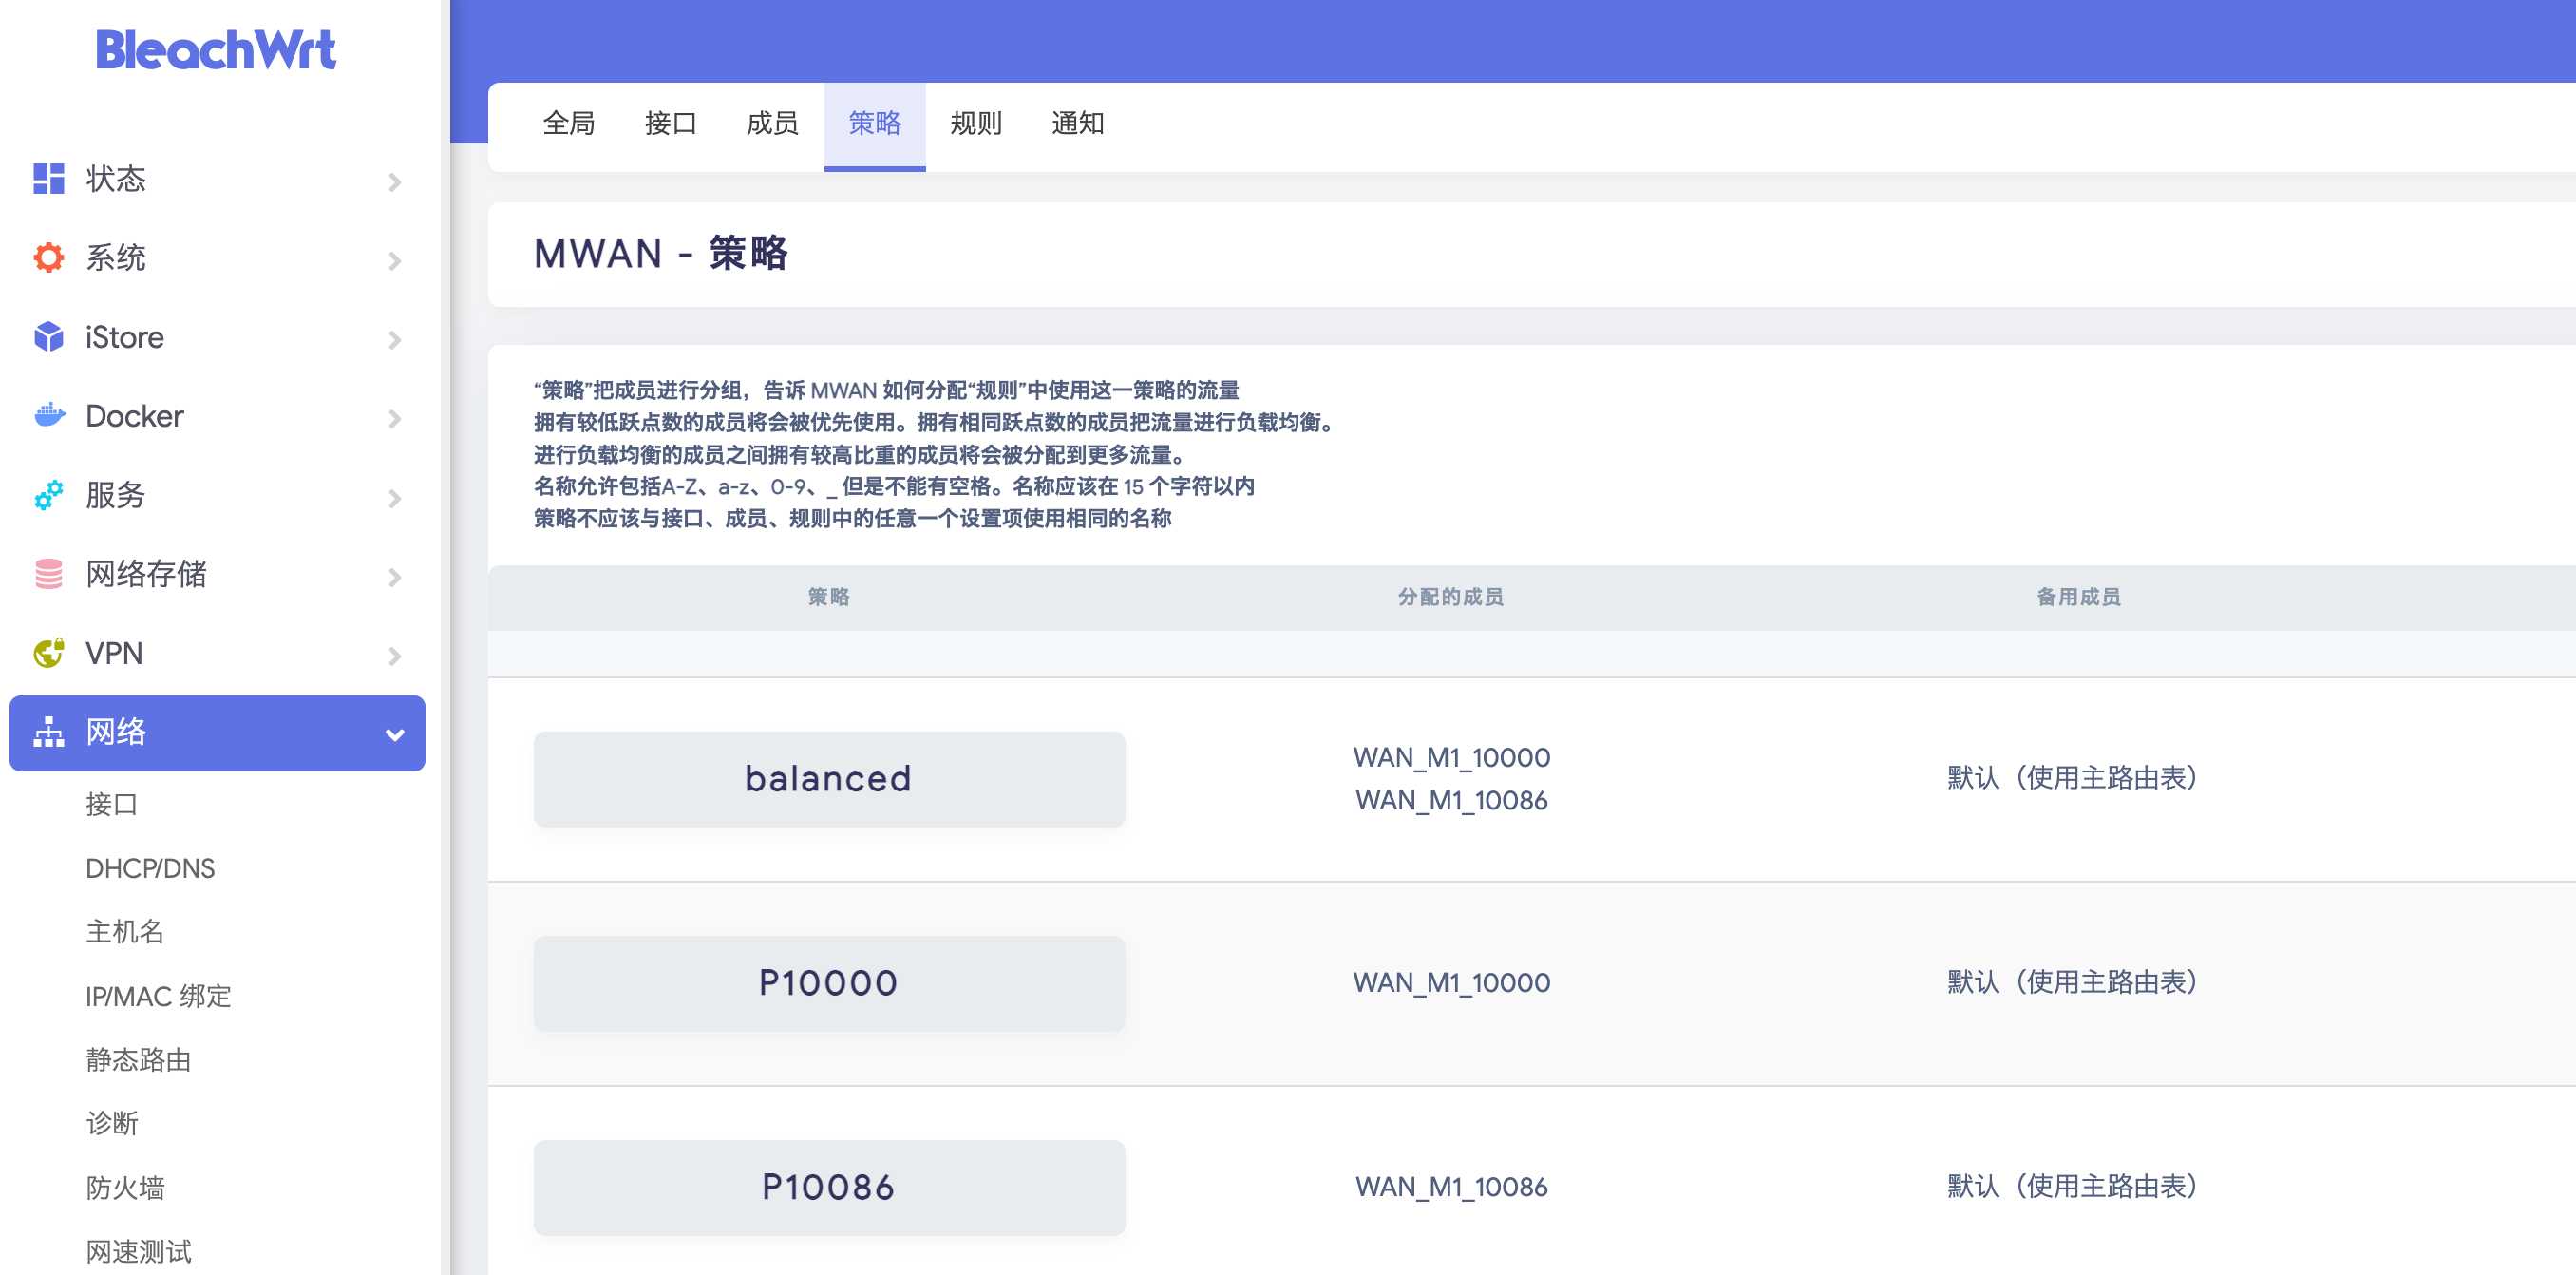 BleachWrt
状态
系统
iStore
Docker
服务
网络存储
VPN
网络
接口
DHCP/DNS
主机名
IP/MAC 绑定
静态路由
诊断
防火墙
网速测试
全局 接口 成员 策略 规则 通知
MWAN - 策略
“策略”把成员进行分组，告诉 MWAN 如何分配“规则”中使用这一策略的流量
拥有较低跃点数的成员将会被优先使用。拥有相同跃点数的成员把流量进行负载均衡。
进行负载均衡的成员之间拥有较高比重的成员将会被分配到更多流量。
名称允许包括A-Z、a-z、0-9、_ 但是不能有空格。名称应该在 15 个字符以内
策略不应该与接口、成员、规则中的任意一个设置项使用相同的名称
策略 分配的成员 备用成员
balanced
WAN_M1_10000
WAN_M1_10086
默认（使用主路由表）
P10000 WAN_M1_10000 默认（使用主路由表）
P10086 WAN_M1_10086 默认（使用主路由表）